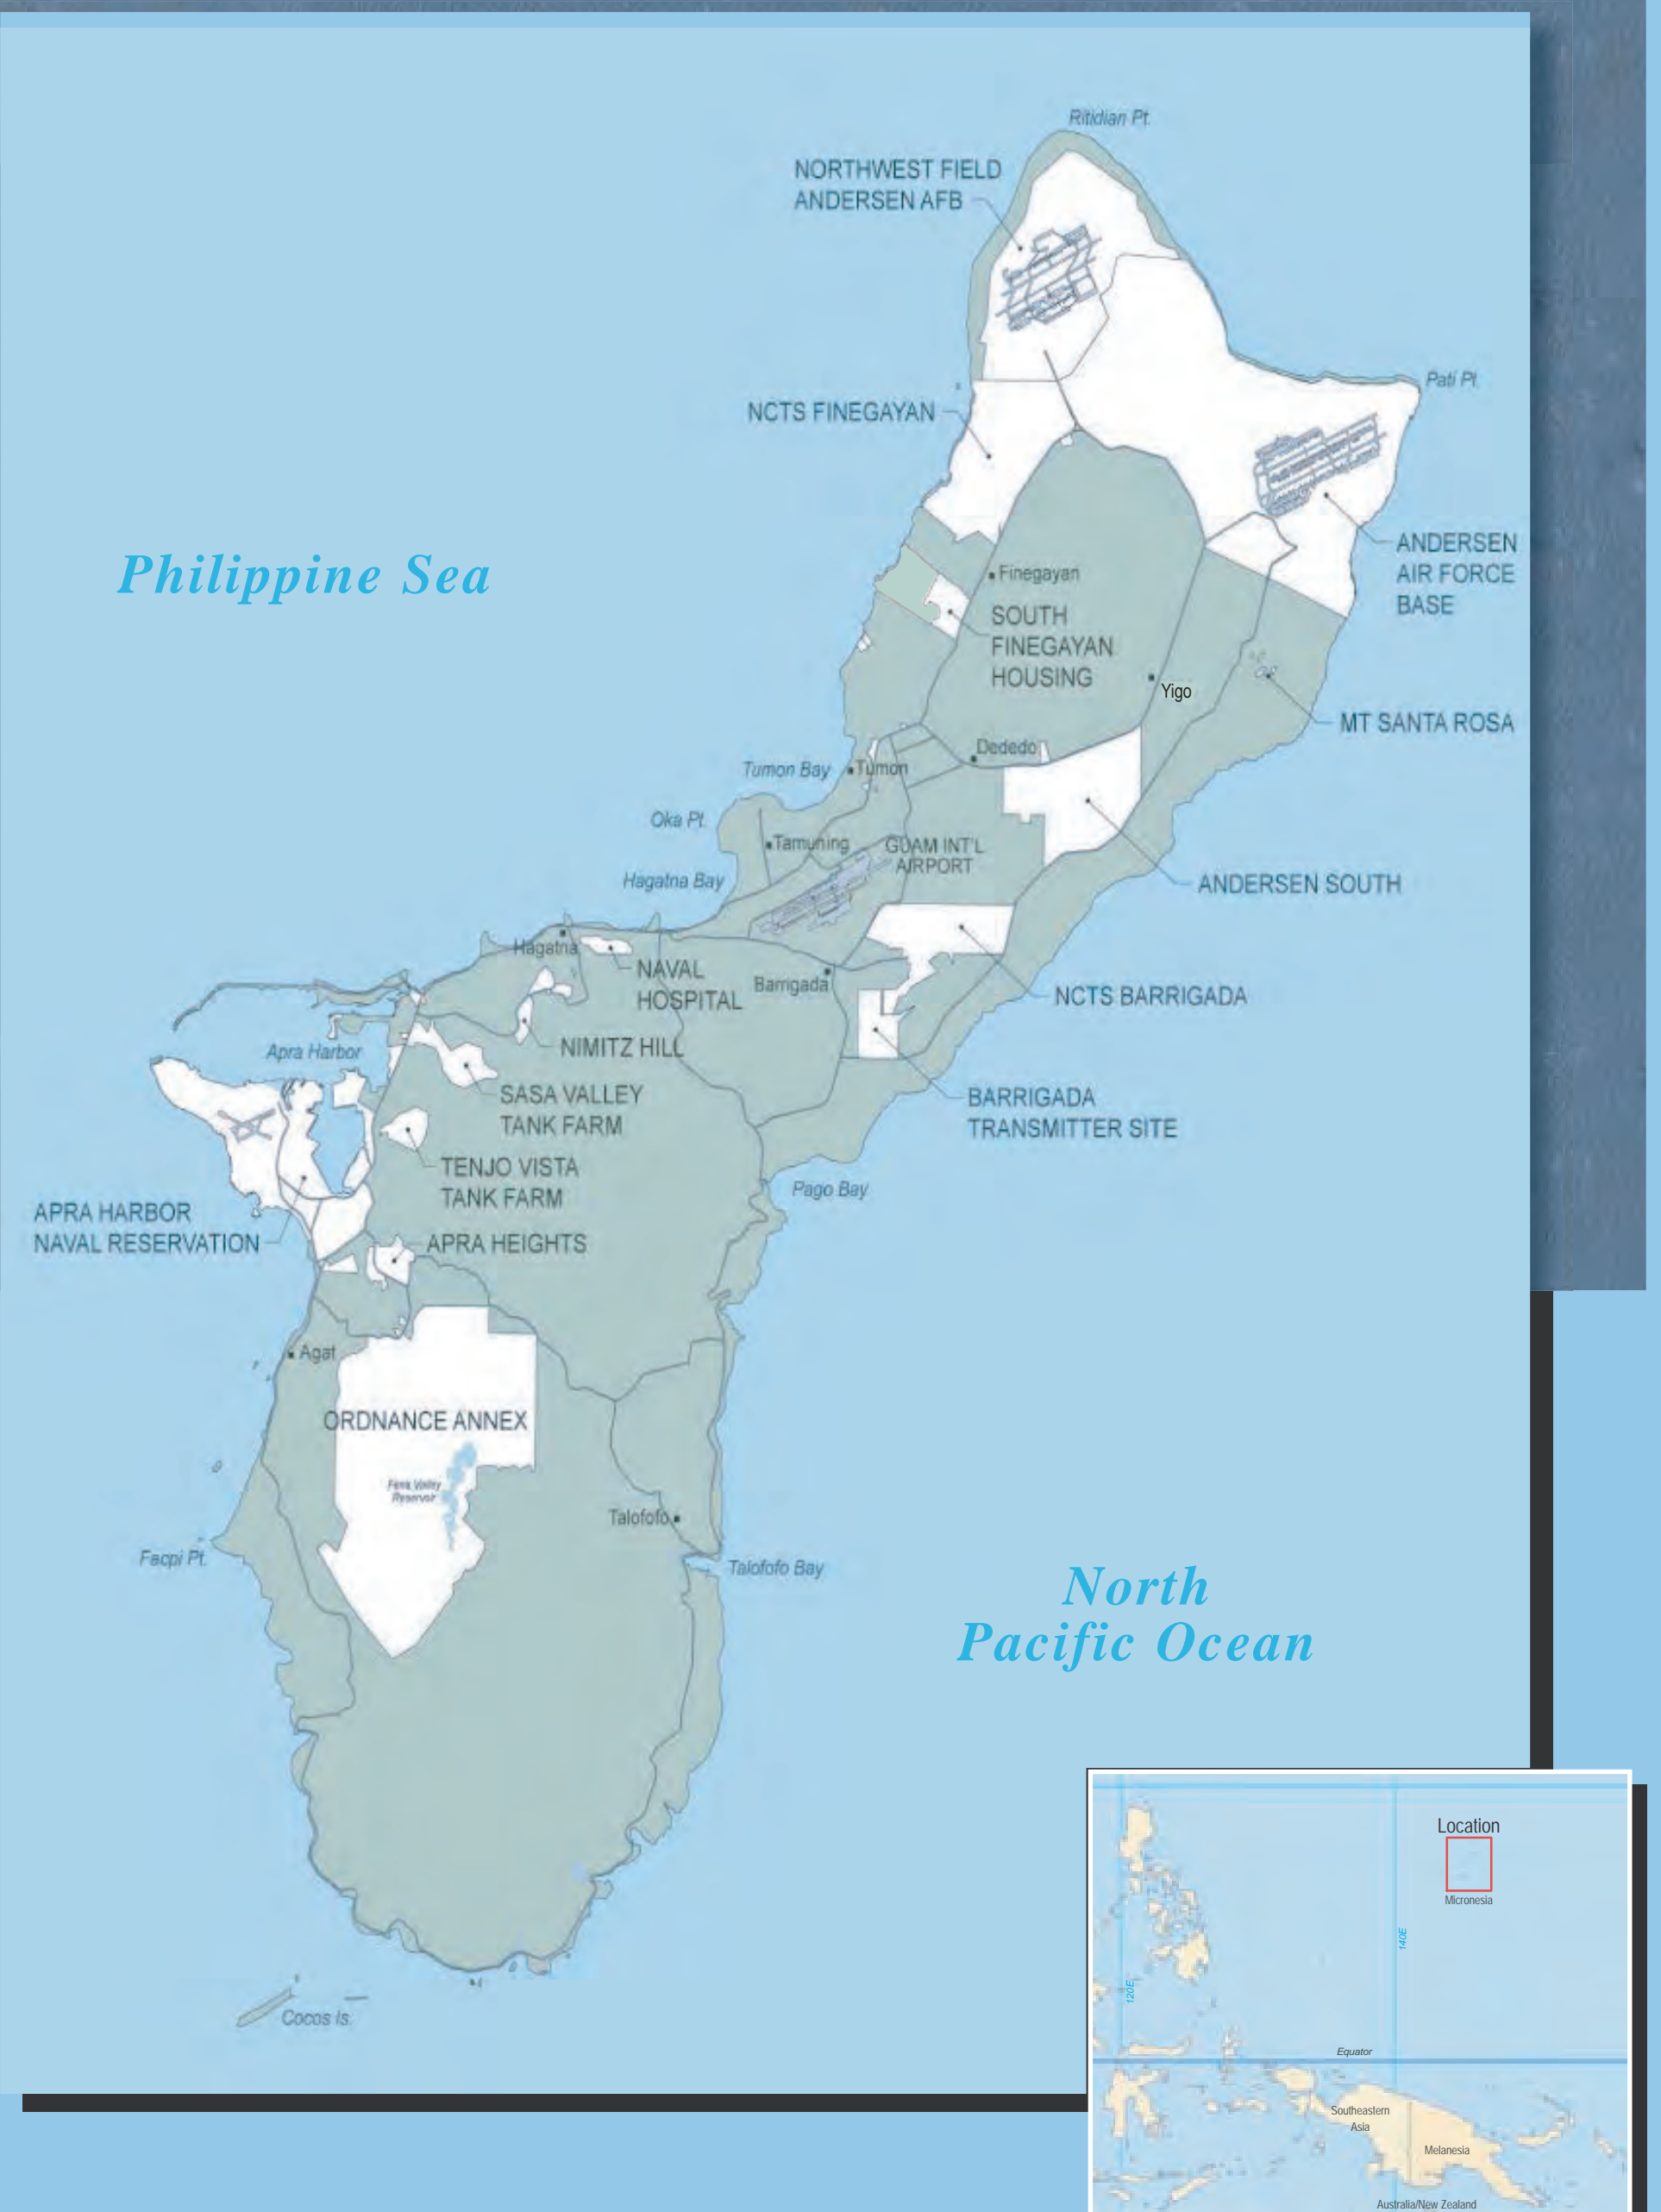 Ritidian Pt.
NORTHWEST FIELD
ANDERSEN AFB
Pati Pt.
NCTS FINEGAYAN
ANDERSEN
AIR FORCE
BASE
Philippine Sea
Finegayan
SOUTH
FINEGAYAN
HOUSING
Yigo
MT SANTA ROSA
Dededo
Tumon Bay
Tumon
Oka Pt.
Tamuning
GUAM INT'L
AIRPORT
Hagatna Bay
ANDERSEN SOUTH
Hagatna
NAVAL
HOSPITAL
Barrigada
NCTS BARRIGADA
NIMITZ HILL
Apra Harbor
SASA VALLEY
TANK FARM
BARRIGADA
TRANSMITTER SITE
TENJO VISTA
TANK FARM
Pago Bay
APRA HARBOR
NAVAL RESERVATION
APRA HEIGHTS
Agat
ORDNANCE ANNEX
Fena Valley
Reservoir
Talofofo
Facpi Pt.
Talofofo Bay
North
Pacific Ocean
Cocos Is.
Location
Micronesia
140E
120E
Equator
Southeastern
Asia
Melanesia
Australia/New Zealand